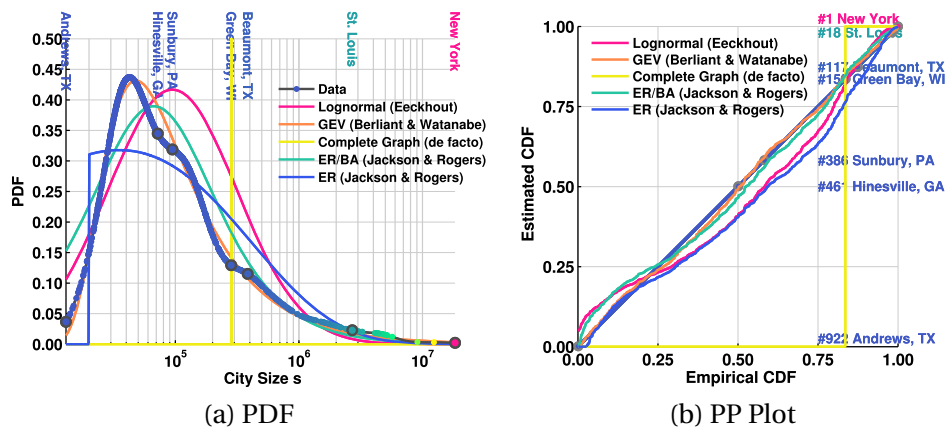 Andrews, TX
Hinesville, GA
Sunbury, PA
Green Bay, WI
Beaumont, TX
St. Louis
New York
0.50
0.45
0.40
0.35
0.30
0.25
0.20
0.15
0.10
0.05
0.00
PDF
Data
Lognormal (Eeckhout)
GEV (Berliant & Watanabe)
Complete Graph (de facto)
ER/BA (Jackson & Rogers)
ER (Jackson & Rogers)
10^5
10^6
10^7
City Size s
(a) PDF
1.00
0.75
0.50
0.25
0.00
Estimated CDF
Lognormal (Eeckhout)
GEV (Berliant & Watanabe)
Complete Graph (de facto)
ER/BA (Jackson & Rogers)
ER (Jackson & Rogers)
#1 New York
#18 St. Louis
#117 Beaumont, TX
Green Bay, WI
#386 Sunbury, PA
#461 Hinesville, GA
#922 Andrews, TX
0.00
0.25
0.50
0.75
1.00
Empirical CDF
(b) PP Plot